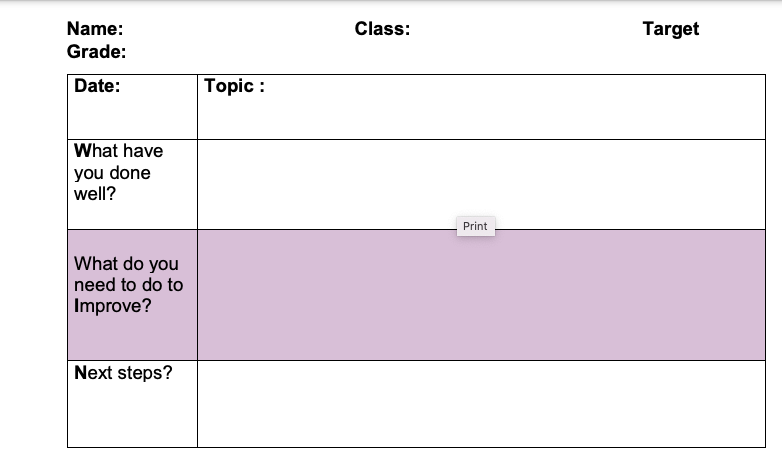 Name: Class: Target
Grade:
Date: Topic :
What have
you done
well?
Print
What do you
need to do to
Improve?
Next steps?